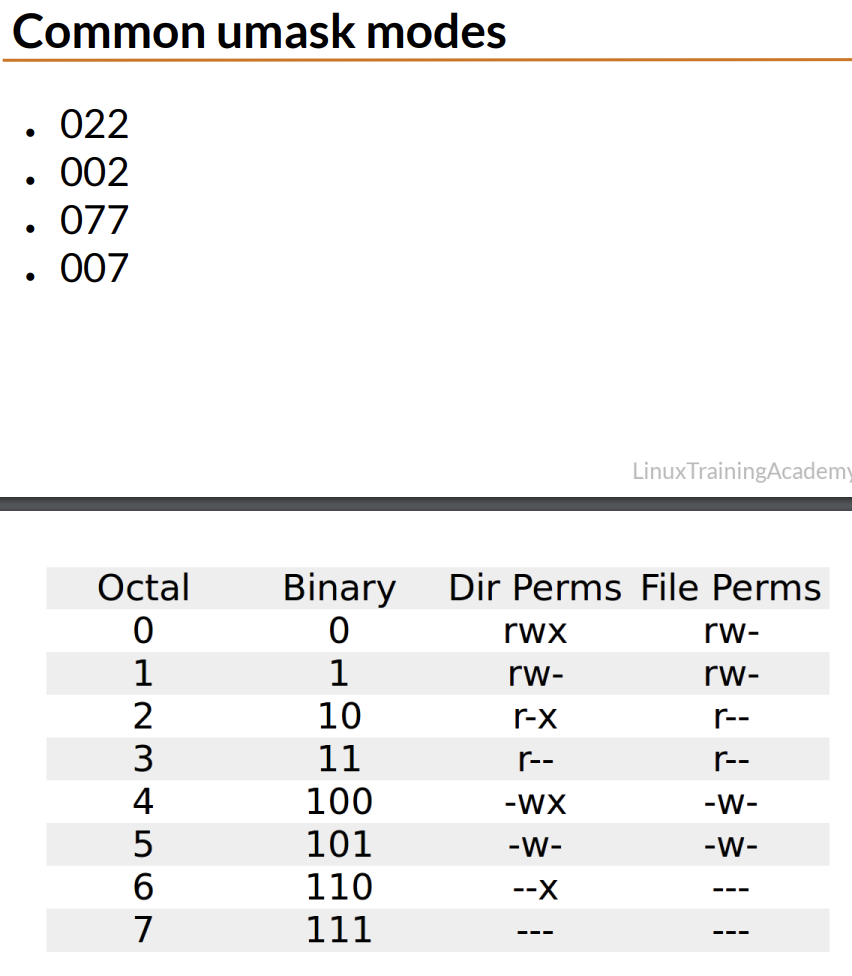 Common umask modes
• 022
• 002
• 077
• 007
LinuxTrainingAcademy
Octal Binary Dir Perms File Perms
0 0 rwx rw-
1 1 rw- rw-
2 10 r-x r--
3 11 r-- r--
4 100 -wx -w-
5 101 -w- -w-
6 110 --x ---
7 111 --- ---